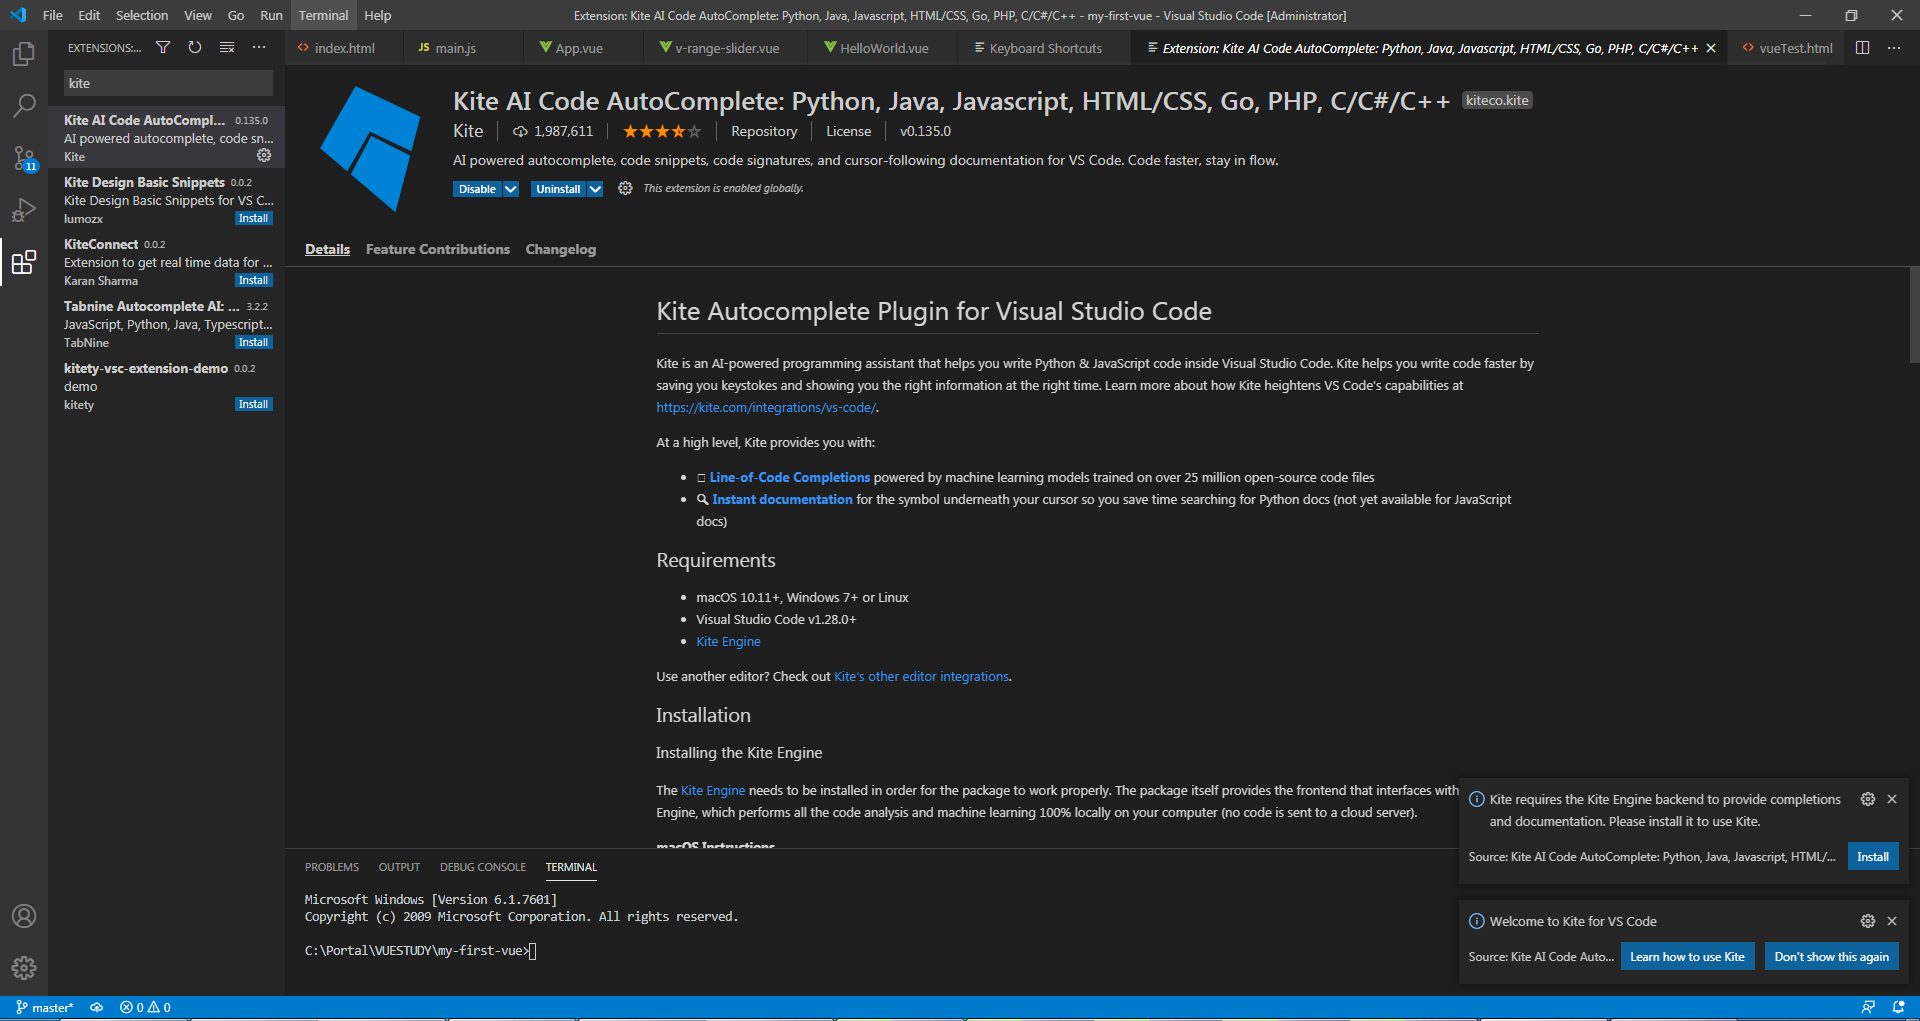 File Edit Selection View Go Run Terminal Help
Extension: Kite AI Code AutoComplete: Python, Java, Javascript, HTML/CSS, Go, PHP, C/C#/C++ - my-first-vue - Visual Studio Code [Administrator]
EXTENSIONS:...
index.html
JS main.js
App.vue
v-range-slider.vue
HelloWorld.vue
Keyboard Shortcuts
Extension: Kite AI Code AutoComplete: Python, Java, Javascript, HTML/CSS, Go, PHP, C/C#/C++
vueTest.html
kite
Kite AI Code AutoCompl... 0.135.0
AI powered autocomplete, code sn...
Kite
11
Kite Design Basic Snippets 0.0.2
Kite Design Basic Snippets for VS C...
lumozx Install
KiteConnect 0.0.2
Extension to get real time data for ...
Karan Sharma Install
Tabnine Autocomplete AI: ... 3.2.2
JavaScript, Python, Java, Typescript...
TabNine Install
kitety-vsc-extension-demo 0.0.2
demo
kitety Install
Kite AI Code AutoComplete: Python, Java, Javascript, HTML/CSS, Go, PHP, C/C#/C++ kiteco.kite
Kite 1,987,611 Repository License v0.135.0
AI powered autocomplete, code snippets, code signatures, and cursor-following documentation for VS Code. Code faster, stay in flow.
Disable Uninstall This extension is enabled globally.
Details Feature Contributions Changelog
Kite Autocomplete Plugin for Visual Studio Code
Kite is an AI-powered programming assistant that helps you write Python & JavaScript code inside Visual Studio Code. Kite helps you write code faster by
saving you keystokes and showing you the right information at the right time. Learn more about how Kite heightens VS Code's capabilities at
https://kite.com/integrations/vs-code/.
At a high level, Kite provides you with:
Line-of-Code Completions powered by machine learning models trained on over 25 million open-source code files
Instant documentation for the symbol underneath your cursor so you save time searching for Python docs (not yet available for JavaScript
docs)
Requirements
macOS 10.11+, Windows 7+ or Linux
Visual Studio Code v1.28.0+
Kite Engine
Use another editor? Check out Kite's other editor integrations.
Installation
Installing the Kite Engine
The Kite Engine needs to be installed in order for the package to work properly. The package itself provides the frontend that interfaces with
Engine, which performs all the code analysis and machine learning 100% locally on your computer (no code is sent to a cloud server).
macOS Instructions
PROBLEMS OUTPUT DEBUG CONSOLE TERMINAL
Microsoft Windows [Version 6.1.7601]
Copyright (c) 2009 Microsoft Corporation. All rights reserved.
C:\Portal\VUESTUDY\my-first-vue>
Kite requires the Kite Engine backend to provide completions
and documentation. Please install it to use Kite.
Source: Kite AI Code AutoComplete: Python, Java, Javascript, HTML/... Install
Welcome to Kite for VS Code
Source: Kite AI Code Auto... Learn how to use Kite Don't show this again
master* 0 0